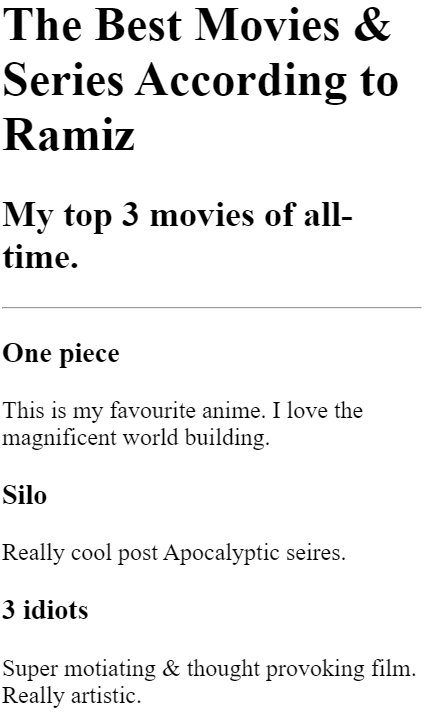 The Best Movies &
Series According to
Ramiz
My top 3 movies of all-
time.
One piece
This is my favourite anime. I love the
magnificent world building.
Silo
Really cool post Apocalyptic seires.
3 idiots
Super motiating & thought provoking film.
Really artistic.